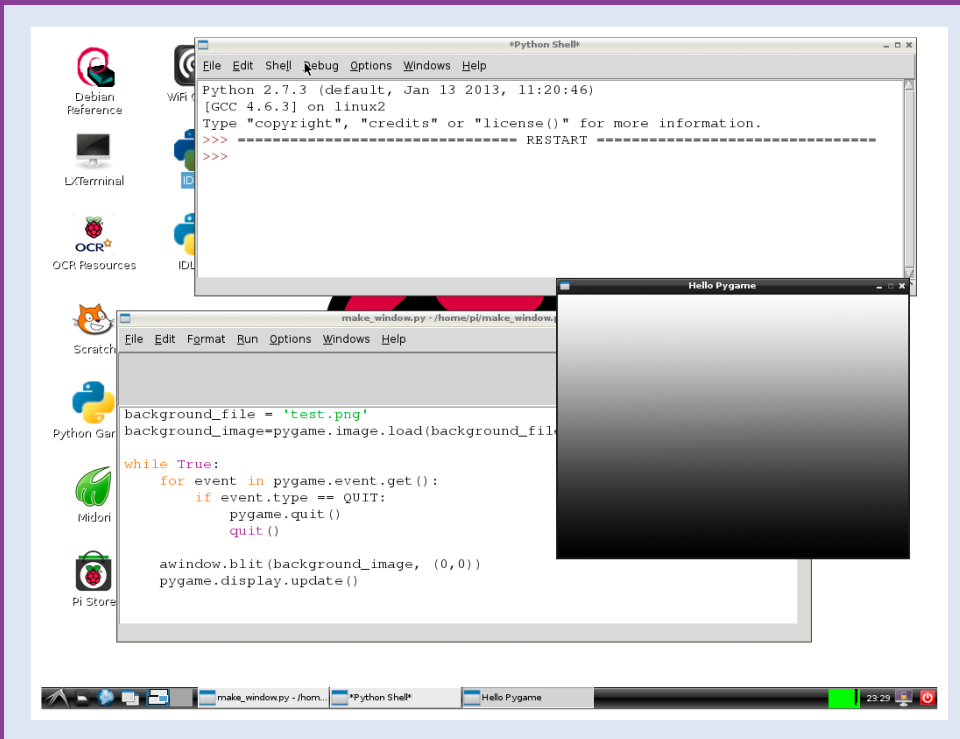 *Python Shell*
File Edit Shell Debug Options Windows Help
Python 2.7.3 (default, Jan 13 2013, 11:20:46)
[GCC 4.6.3] on linux2
Type "copyright", "credits" or "license()" for more information.
>>> ================================ RESTART ================================
>>>
Debian
Reference
WiFi
LXTerminal
OCR
OCR Resources
Scratch
Python
Midori
Pi Store
Hello Pygame
make_window.py - /home/pi/make_window.
File Edit Format Run Options Windows Help
background_file = 'test.png'
background_image=pygame.image.load(background_file
while True:
for event in pygame.event.get():
if event.type == QUIT:
pygame.quit()
quit()
awindow.blit(background_image, (0,0))
pygame.display.update()
make_window.py - /hom... *Python Shell* Hello Pygame 23:29